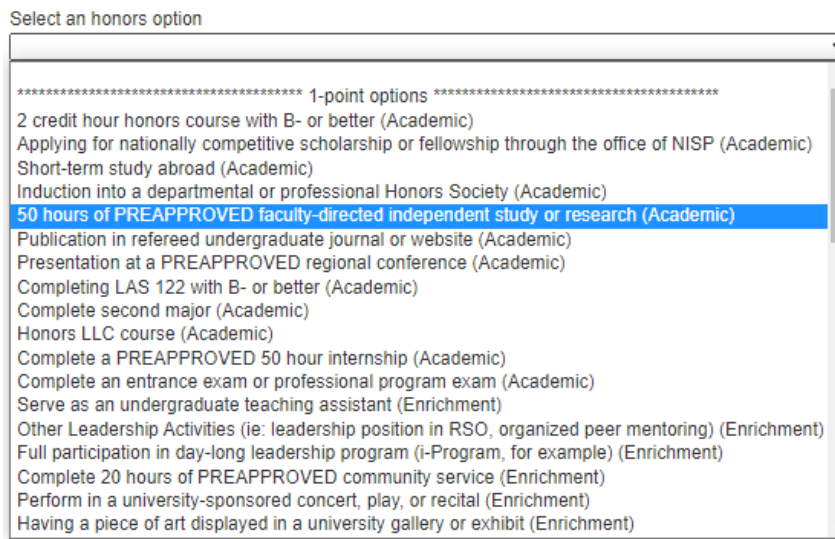 Select an honors option
**************************************** 1-point options ****************************************
2 credit hour honors course with B- or better (Academic)
Applying for nationally competitive scholarship or fellowship through the office of NISP (Academic)
Short-term study abroad (Academic)
Induction into a departmental or professional Honors Society (Academic)
50 hours of PREAPPROVED faculty-directed independent study or research (Academic)
Publication in refereed undergraduate journal or website (Academic)
Presentation at a PREAPPROVED regional conference (Academic)
Completing LAS 122 with B- or better (Academic)
Complete second major (Academic)
Honors LLC course (Academic)
Complete a PREAPPROVED 50 hour internship (Academic)
Complete an entrance exam or professional program exam (Academic)
Serve as an undergraduate teaching assistant (Enrichment)
Other Leadership Activities (ie: leadership position in RSO, organized peer mentoring) (Enrichment)
Full participation in day-long leadership program (i-Program, for example) (Enrichment)
Complete 20 hours of PREAPPROVED community service (Enrichment)
Perform in a university-sponsored concert, play, or recital (Enrichment)
Having a piece of art displayed in a university gallery or exhibit (Enrichment)